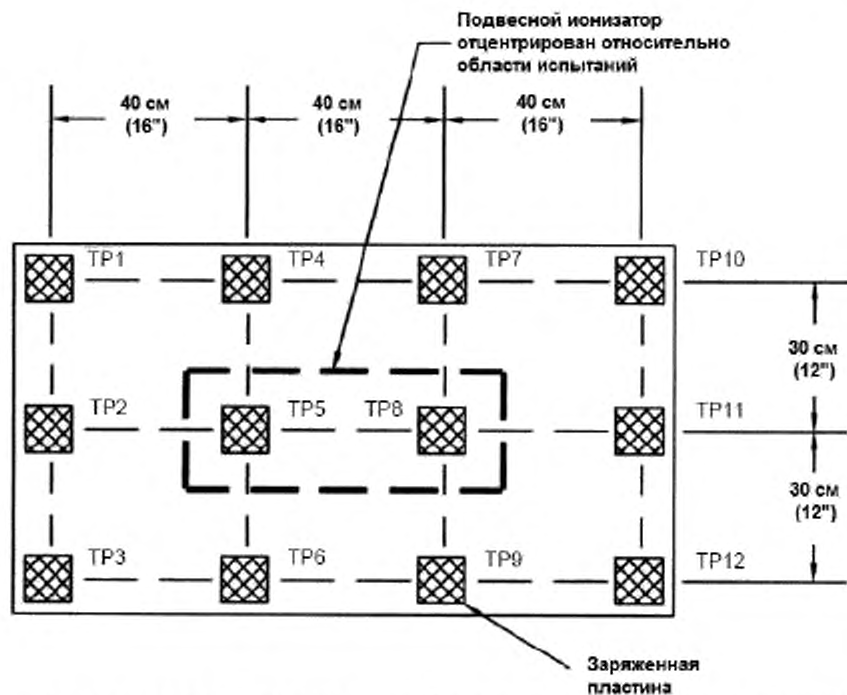 Подвесной ионизатор
отцентрирован относительно
области испытаний
40 см
(16")
40 см
(16")
40 см
(16")
TP1
TP4
TP7
TP10
30 см
(12")
TP2
TP5
TP8
TP11
30 см
(12")
TP3
TP6
TP9
TP12
Заряженная
пластина